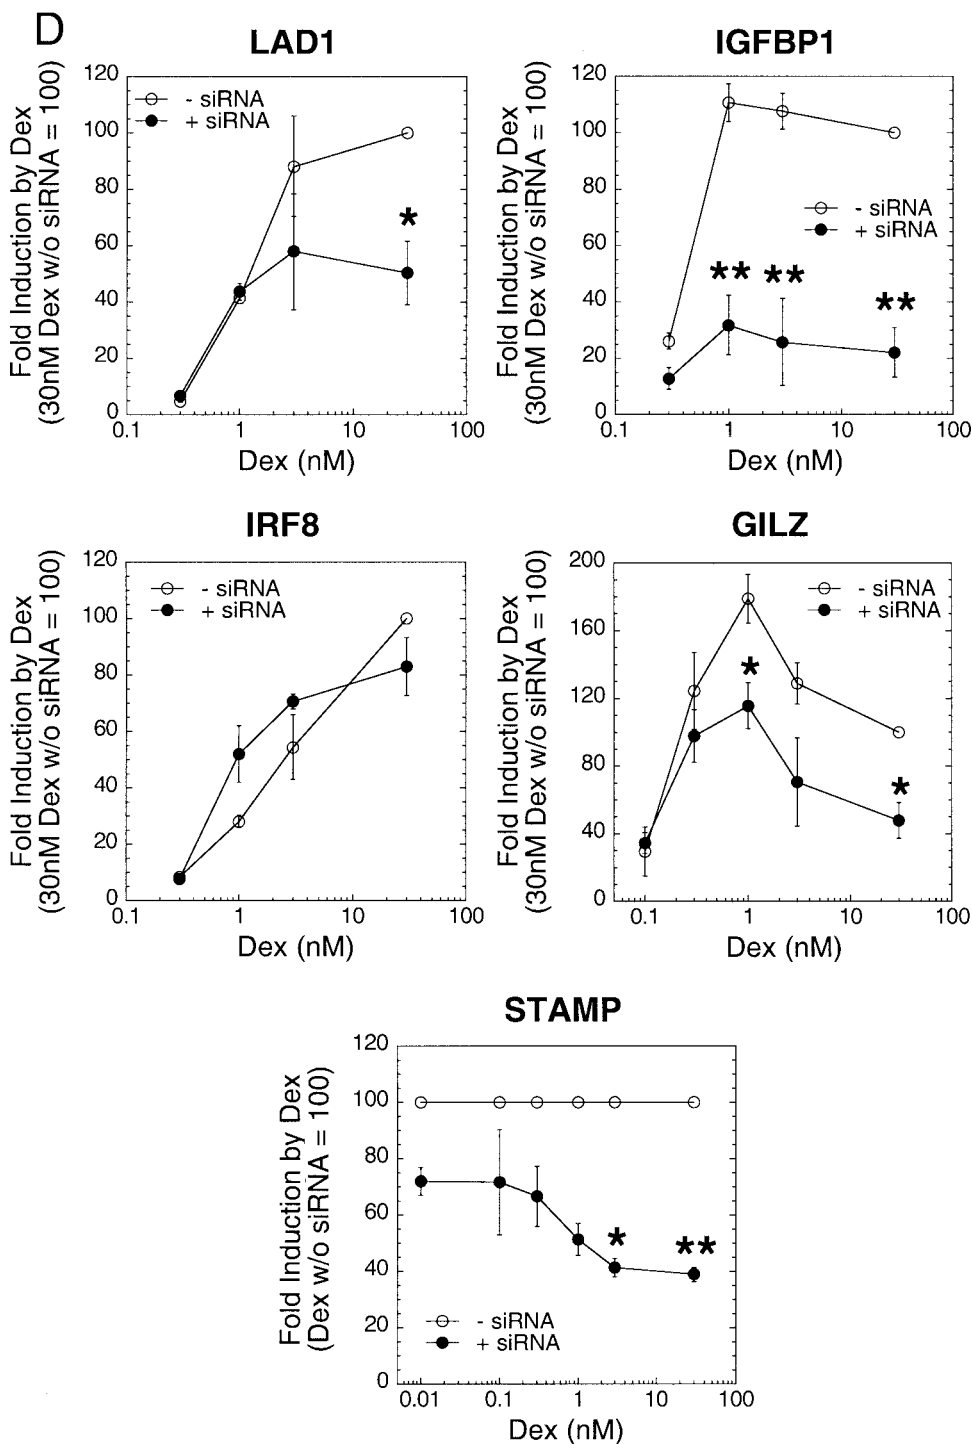 D
LAD1
Fold Induction by Dex
(30nM Dex w/o siRNA = 100)
120
100
80
60
40
20
0
- siRNA
+ siRNA
★
0.1
1
10
100
Dex (nM)
IGFBP1
Fold Induction by Dex
(30nM Dex w/o siRNA = 100)
120
100
80
60
40
20
0
- siRNA
+ siRNA
★★
★★
★★
0.1
1
10
100
Dex (nM)
IRF8
Fold Induction by Dex
(30nM Dex w/o siRNA = 100)
120
100
80
60
40
20
0
- siRNA
+ siRNA
0.1
1
10
100
Dex (nM)
GILZ
Fold Induction by Dex
(30nM Dex w/o siRNA = 100)
200
160
120
80
40
0
- siRNA
+ siRNA
★
★
0.1
1
10
100
Dex (nM)
STAMP
Fold Induction by Dex
(Dex w/o siRNA = 100)
120
100
80
60
40
20
0
★
★★
- siRNA
+ siRNA
0.01
0.1
1
10
100
Dex (nM)